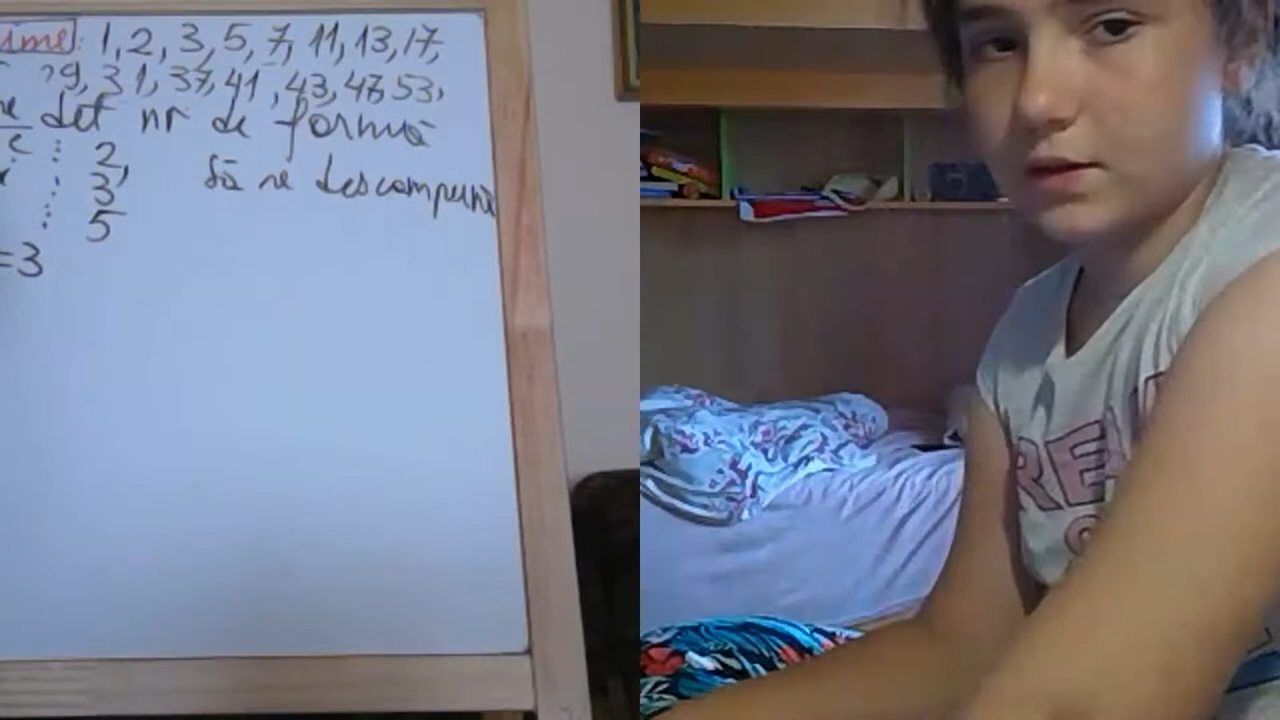 1, 2, 3, 5, 7, 11, 13, 17,
29, 31, 37, 41, 43, 47, 53,
det nr de formă
2,
3, să se descompună
5
=3